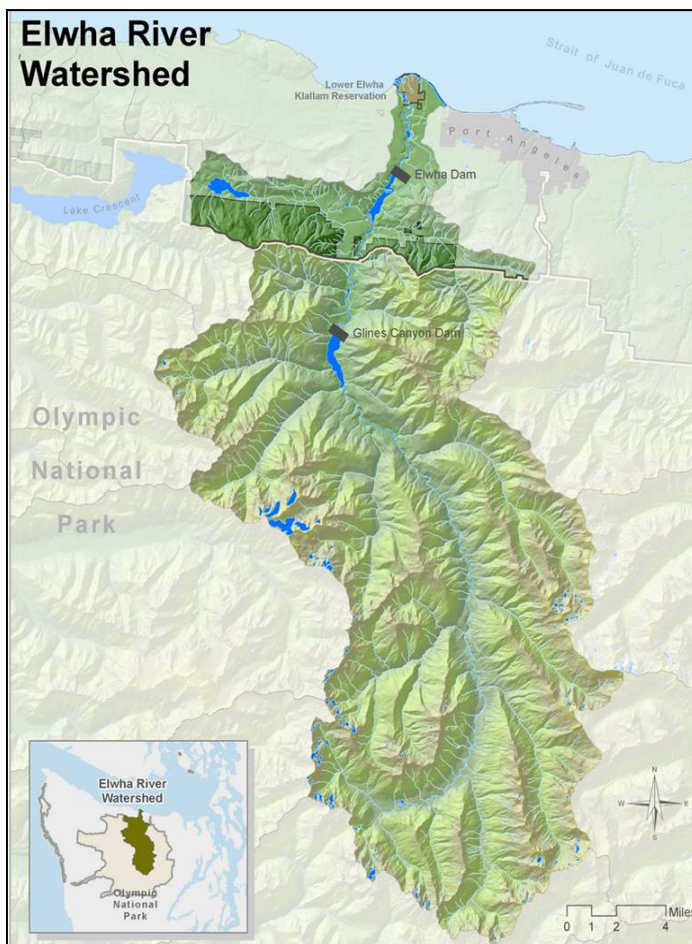 Elwha River
Watershed
Strait of Juan de Fuca
Lower Elwha
Klallam Reservation
Port Angeles
Elwha Dam
Lake Crescent
Glines Canyon Dam
Olympic
National
Park
Elwha River
Watershed
Olympic
National
Park
N
W
E
S
Miles
0 1 2 4